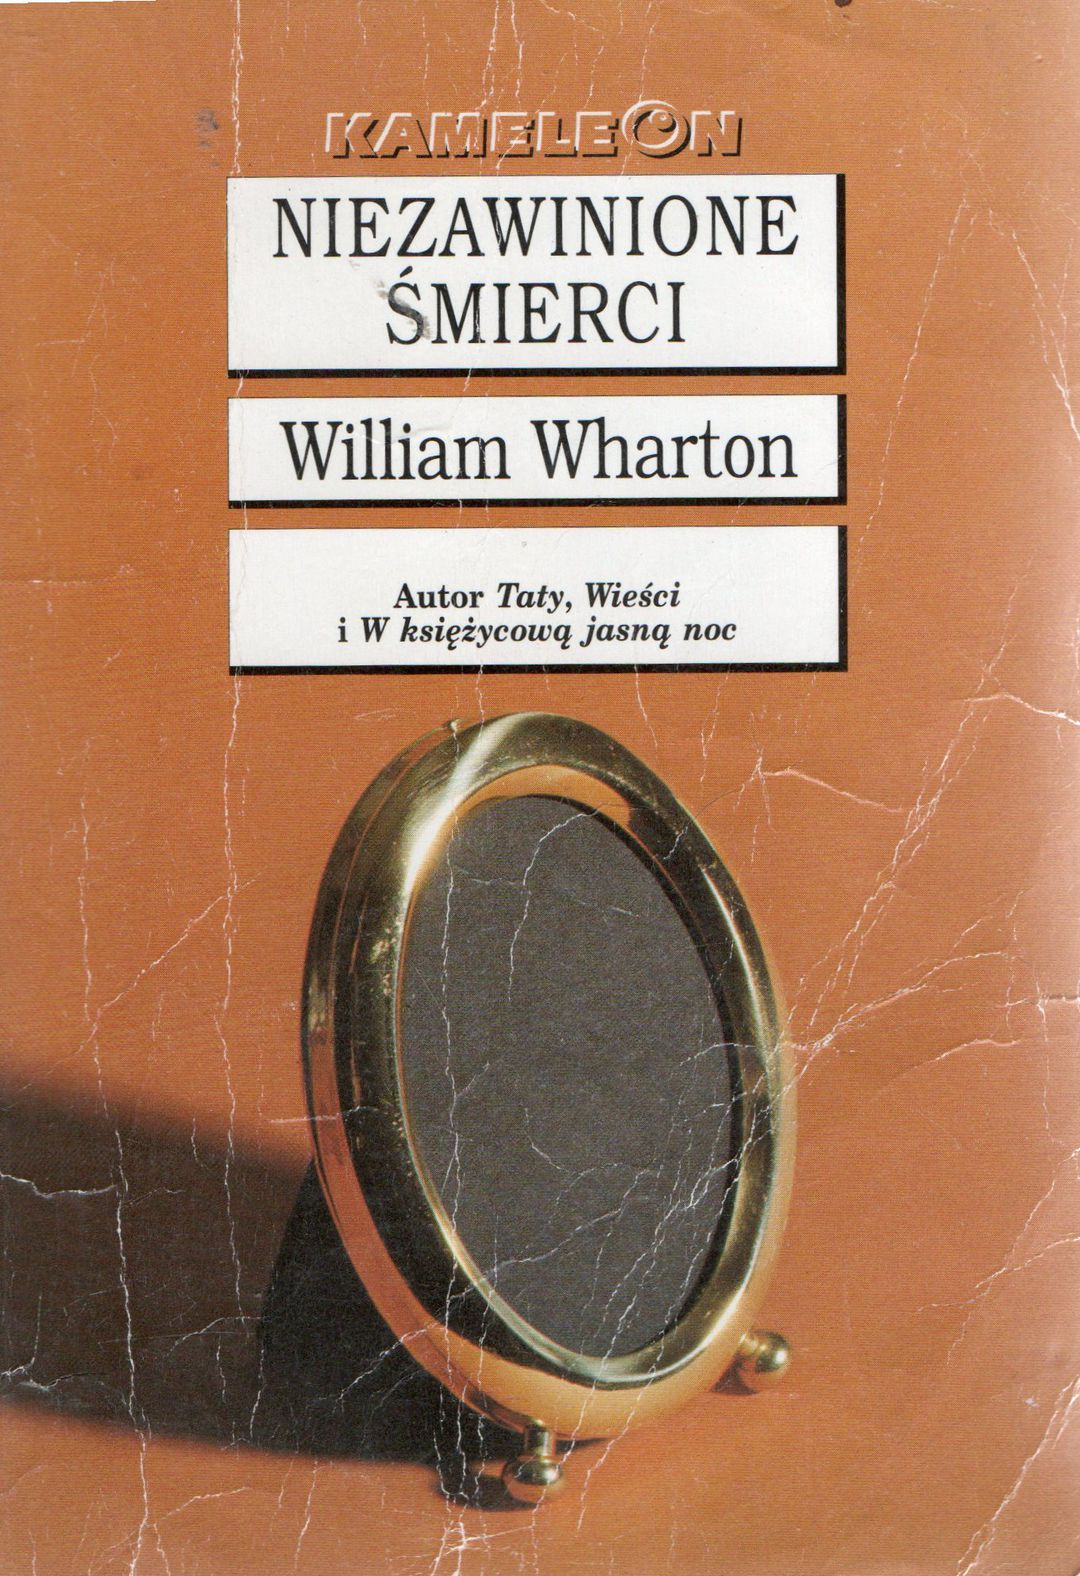 KAMELEON
NIEZAWINIONE
ŚMIERCI
William Wharton
Autor Taty, Wieści
i W księżycową jasną noc